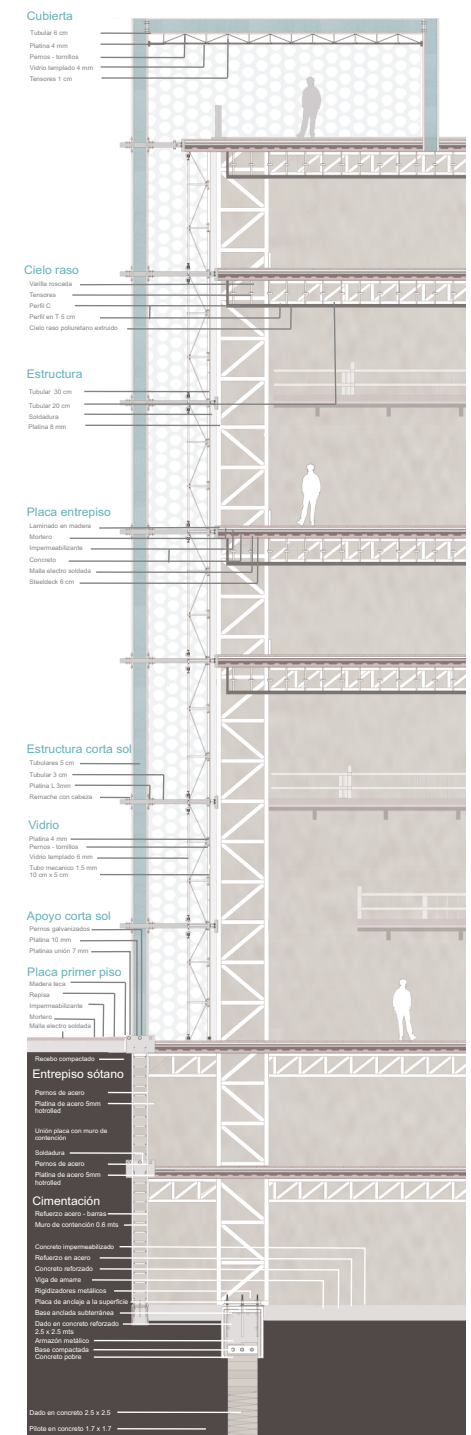 Cubierta
Tubular 6 cm
Platina 4 mm
Pernos - tornillos
Vidrio templado 4 mm
Tensores 1 cm
Cielo raso
Varilla roscada
Tensores
Perfil C
Perfil en T 5 cm
Cielo raso poliuretano extruido
Estructura
Tubular 30 cm
Tubular 20 cm
Soldadura
Platina 8 mm
Placa entrepiso
Laminado en madera
Mortero
Impermeabilizante
Concreto
Malla electro soldada
Steeldeck 6 cm
Estructura corta sol
Tubulares 5 cm
Tubular 3 cm
Platina L 3mm
Remache con cabeza
Vidrio
Platina 4 mm
Pernos - tornillos
Vidrio templado 6 mm
Tubo mecanico 1.5 mm
10 cm x 5 cm
Apoyo corta sol
Pernos galvanizados
Platina 10 mm
Platinas unión 7 mm
Placa primer piso
Madera teca
Repisa
Impermeabilizante
Mortero
Malla electro soldada
Recebo compactado
Entrepiso sótano
Pernos de acero
Platina de acero 5mm
hotrolled
Unión placa con muro de
contención
Soldadura
Pernos de acero
Platina de acero 5mm
hotrolled
Cimentación
Refuerzo acero - barras
Muro de contención 0.6 mts
Concreto impermeabilizado
Refuerzo en acero
Concreto reforzado
Viga de amarre
Rigidizadores metálicos
Placa de anclaje a la superficie
Base anclada subterránea
Dado en concreto reforzado
2.5 x 2.5 mts
Armazón metálico
Base compactada
Concreto pobre
Dado en concreto 2.5 x 2.5
Pilote en concreto 1.7 x 1.7